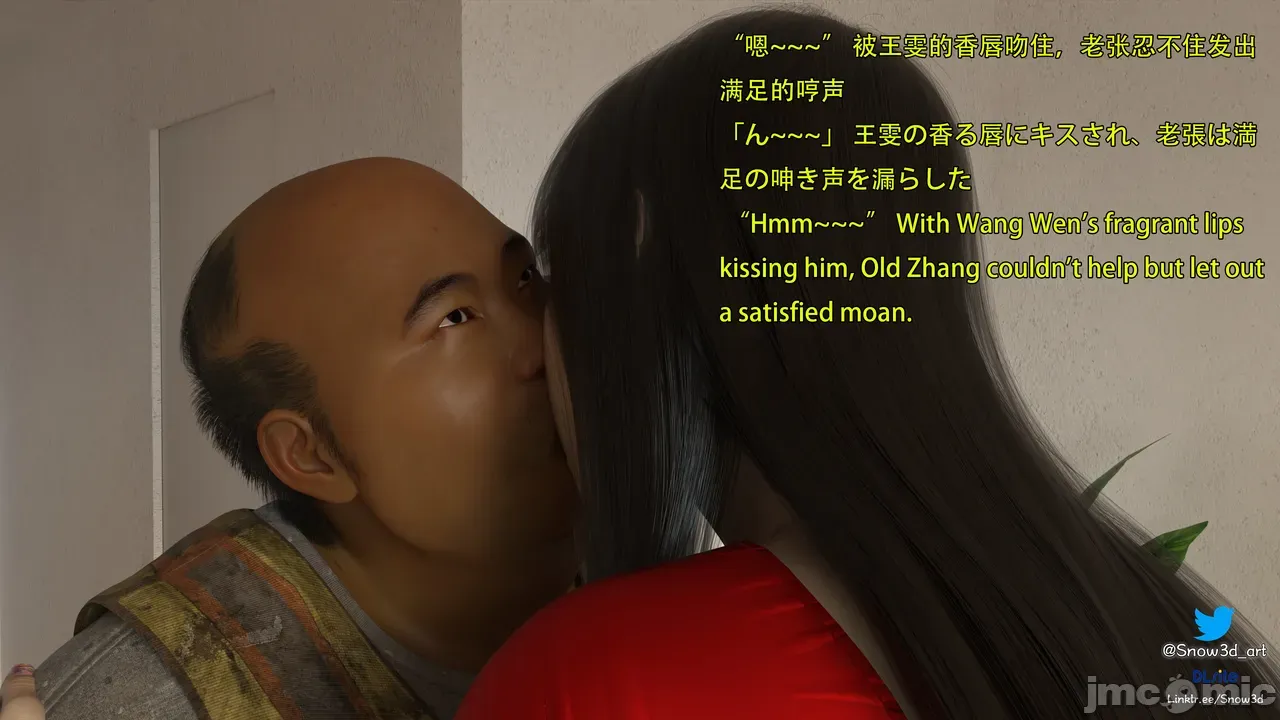 “嗯~~~” 被王雯的香唇吻住，老张忍不住发出
满足的哼声
「ん~~~」 王雯の香る唇にキスされ、老張は満
足の呻き声を漏らした
“Hmm~~~” With Wang Wen’s fragrant lips
kissing him, Old Zhang couldn’t help but let out
a satisfied moan.
@Snow3d_art
jmcomic
Linktr.ee/Snow3d